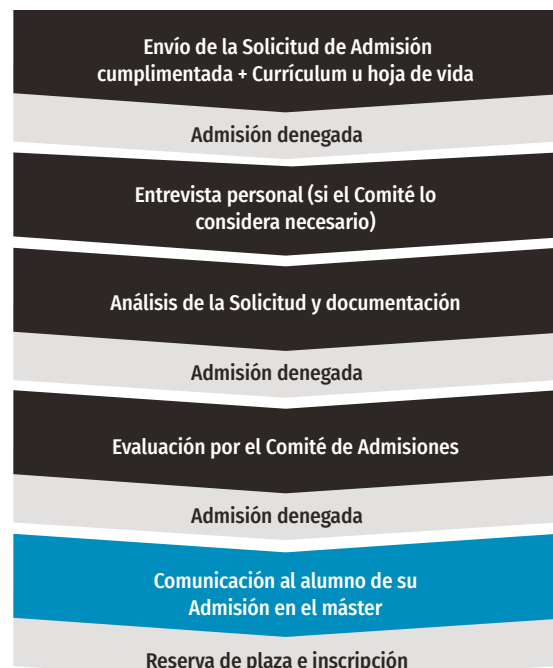 Envío de la Solicitud de Admisión
cumplimentada + Currículum u hoja de vida
Admisión denegada
Entrevista personal (si el Comité lo
considera necesario)
Análisis de la Solicitud y documentación
Admisión denegada
Evaluación por el Comité de Admisiones
Admisión denegada
Comunicación al alumno de su
Admisión en el máster
Reserva de plaza e inscripción